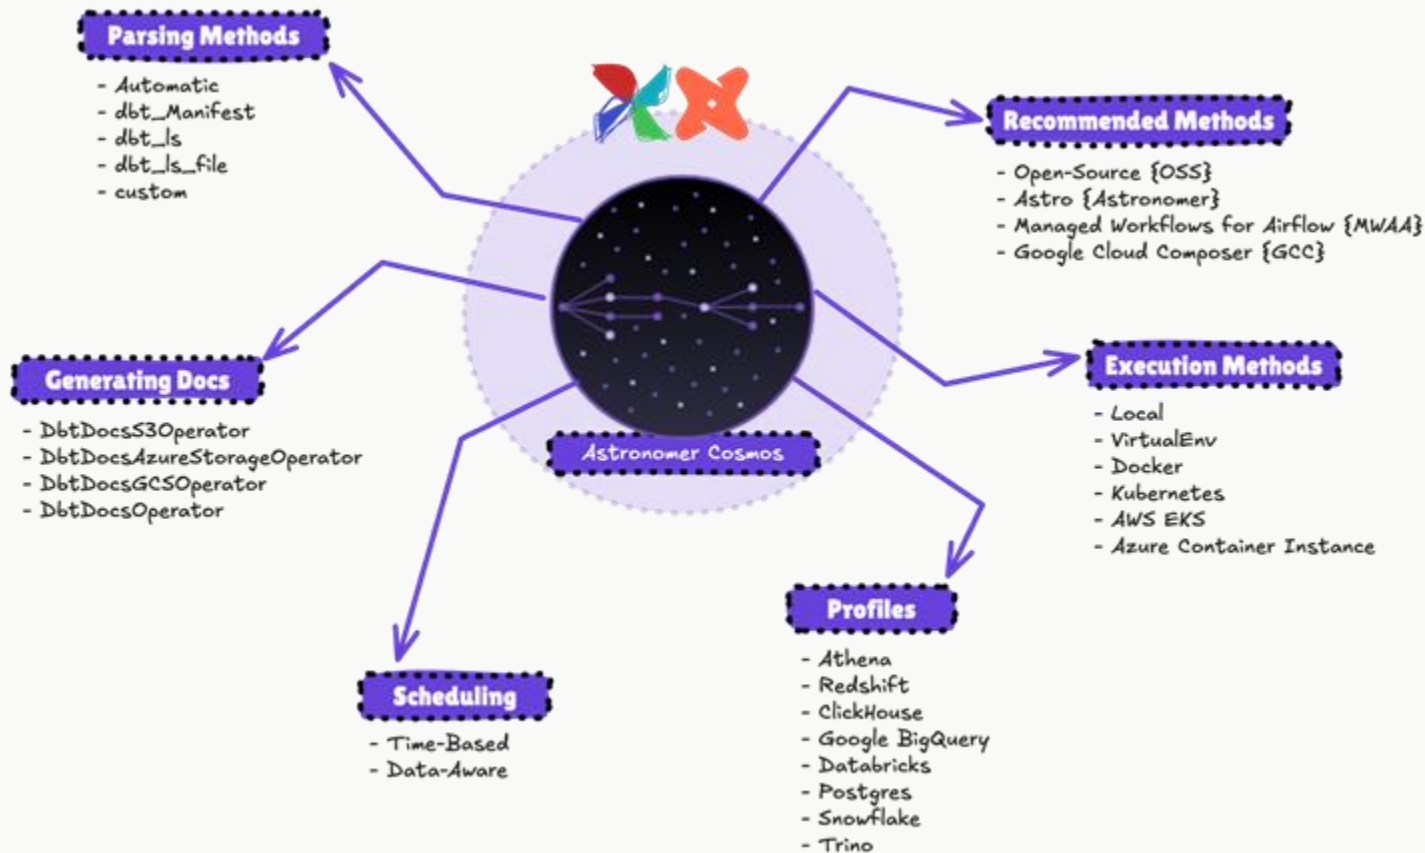 Parsing Methods
- Automatic
- dbt_Manifest
- dbt_ls
- dbt_ls_file
- custom
Recommended Methods
- Open-Source {OSS}
- Astro {Astronomer}
- Managed Workflows for Airflow {MWAA}
- Google Cloud Composer {GCC}
Generating Docs
- DbtDocsS3Operator
- DbtDocsAzureStorageOperator
- DbtDocsGCSOperator
- DbtDocsOperator
Astronomer Cosmos
Execution Methods
- Local
- VirtualEnv
- Docker
- Kubernetes
- AWS EKS
- Azure Container Instance
Scheduling
- Time-Based
- Data-Aware
Profiles
- Athena
- Redshift
- ClickHouse
- Google BigQuery
- Databricks
- Postgres
- Snowflake
- Trino